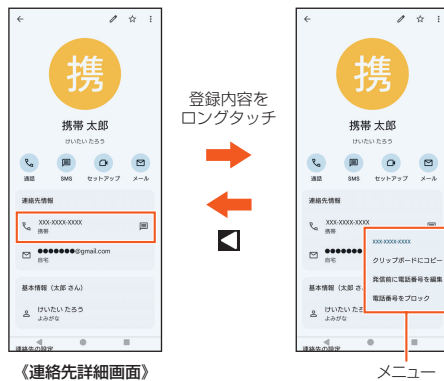 携
携帯 太郎
けいたい たろう
通話 SMS セットアップ メール
連絡先情報
XXX-XXXX-XXXX
携帯
●●●●●●●@gmail.com
自宅
基本情報（太郎 さん）
けいたい たろう
よみがな
連絡先の設定
《連絡先詳細画面》
登録内容を
ロングタッチ
携
携帯 太郎
けいたい たろう
通話 SMS セットアップ メール
連絡先情報
XXX-XXXX-XXXX
携帯
●●●●●●●
自宅
XXX-XXXX-XXXX
クリップボードにコピー
発信前に電話番号を編集
電話番号をブロック
基本情報（太郎 さ
けいたい たろ
よみがな
連絡先の設定
メニュー